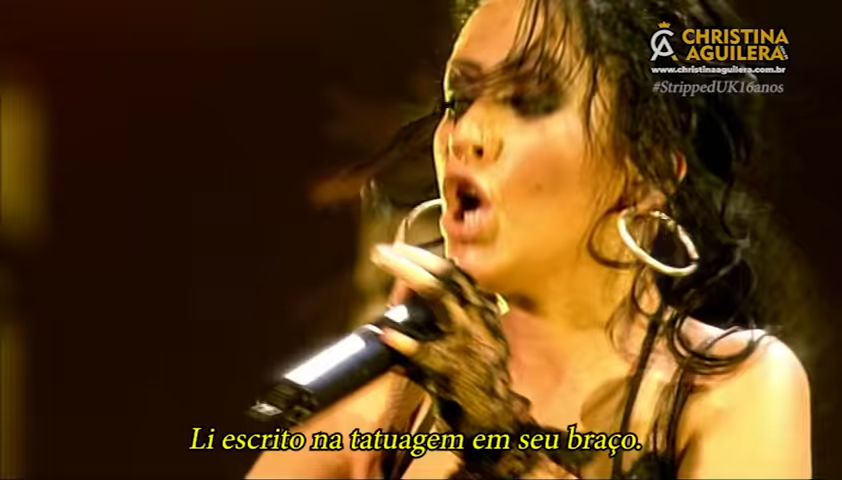 CHRISTINA
AGUILERA
www.christinaaguilera.com.br
#StrippedUK16anos
Li escrito na tatuagem em seu braço.